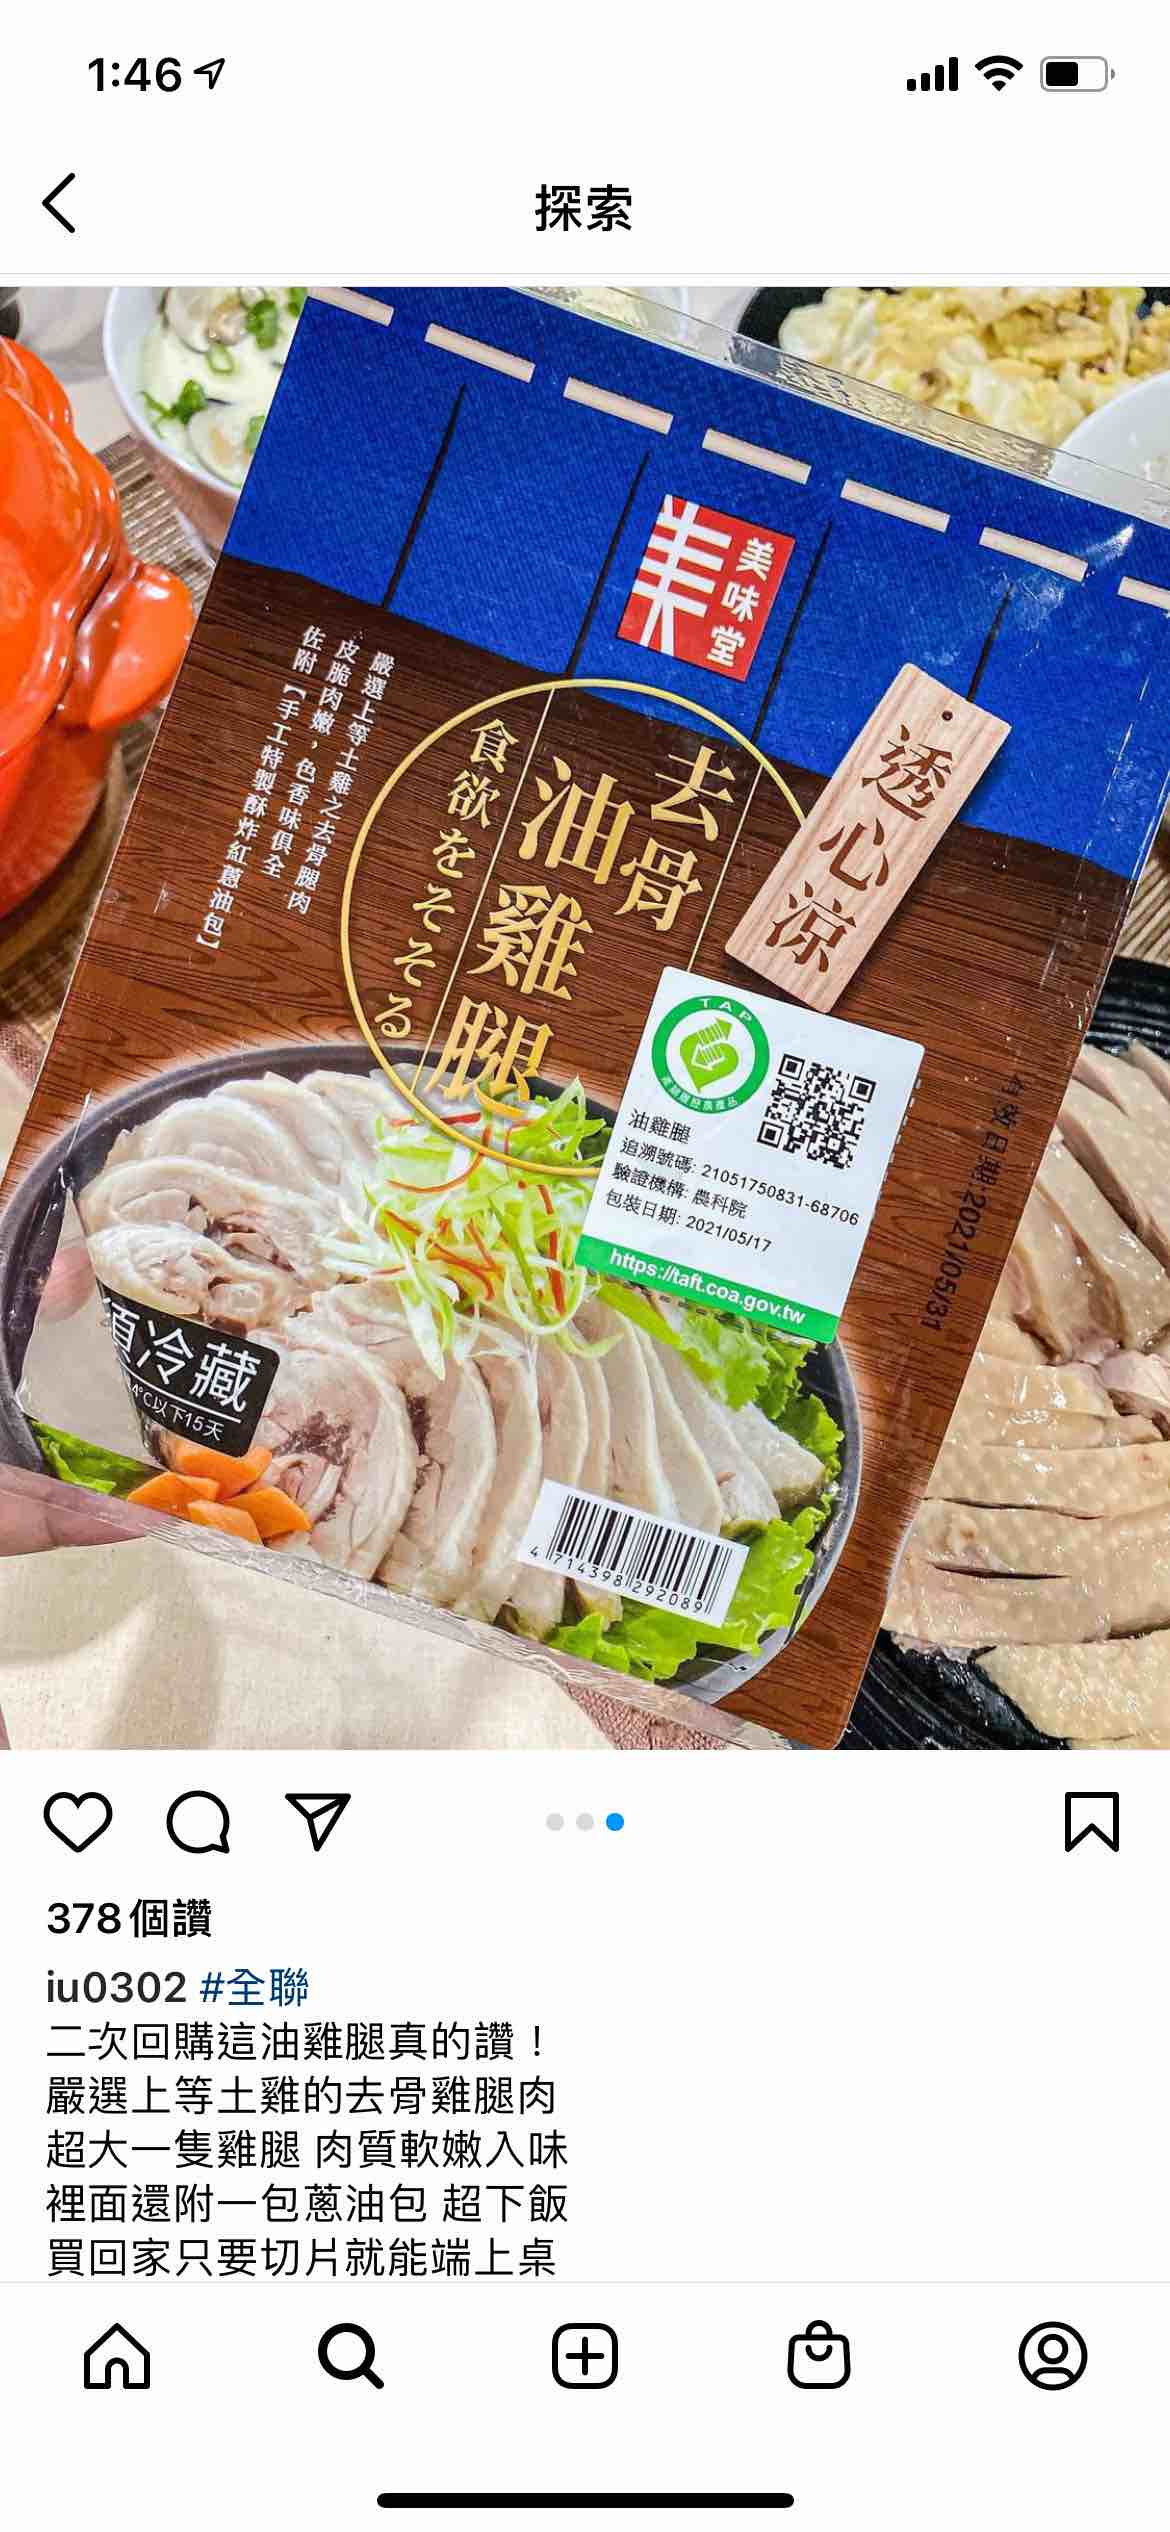 1:46
探索
美味堂
透心涼
去骨
油雞腿
食欲をそそる
嚴選上等土雞之去骨腿肉
皮脆肉嫩，色香味俱全
佐附【手工特製酥炸紅蔥油包】
TAP
產銷履歷農產品
油雞腿
追溯號碼: 21051750831-68706
驗證機構: 農科院
包裝日期: 2021/05/17
https://taft.coa.gov.tw
有效日期:2021/05/31
須冷藏
4°C以下15天
4 714398 292089
378 個讚
iu0302 #全聯
二次回購這油雞腿真的讚！
嚴選上等土雞的去骨雞腿肉
超大一隻雞腿 肉質軟嫩入味
裡面還附一包蔥油包 超下飯
買回家只要切片就能端上桌